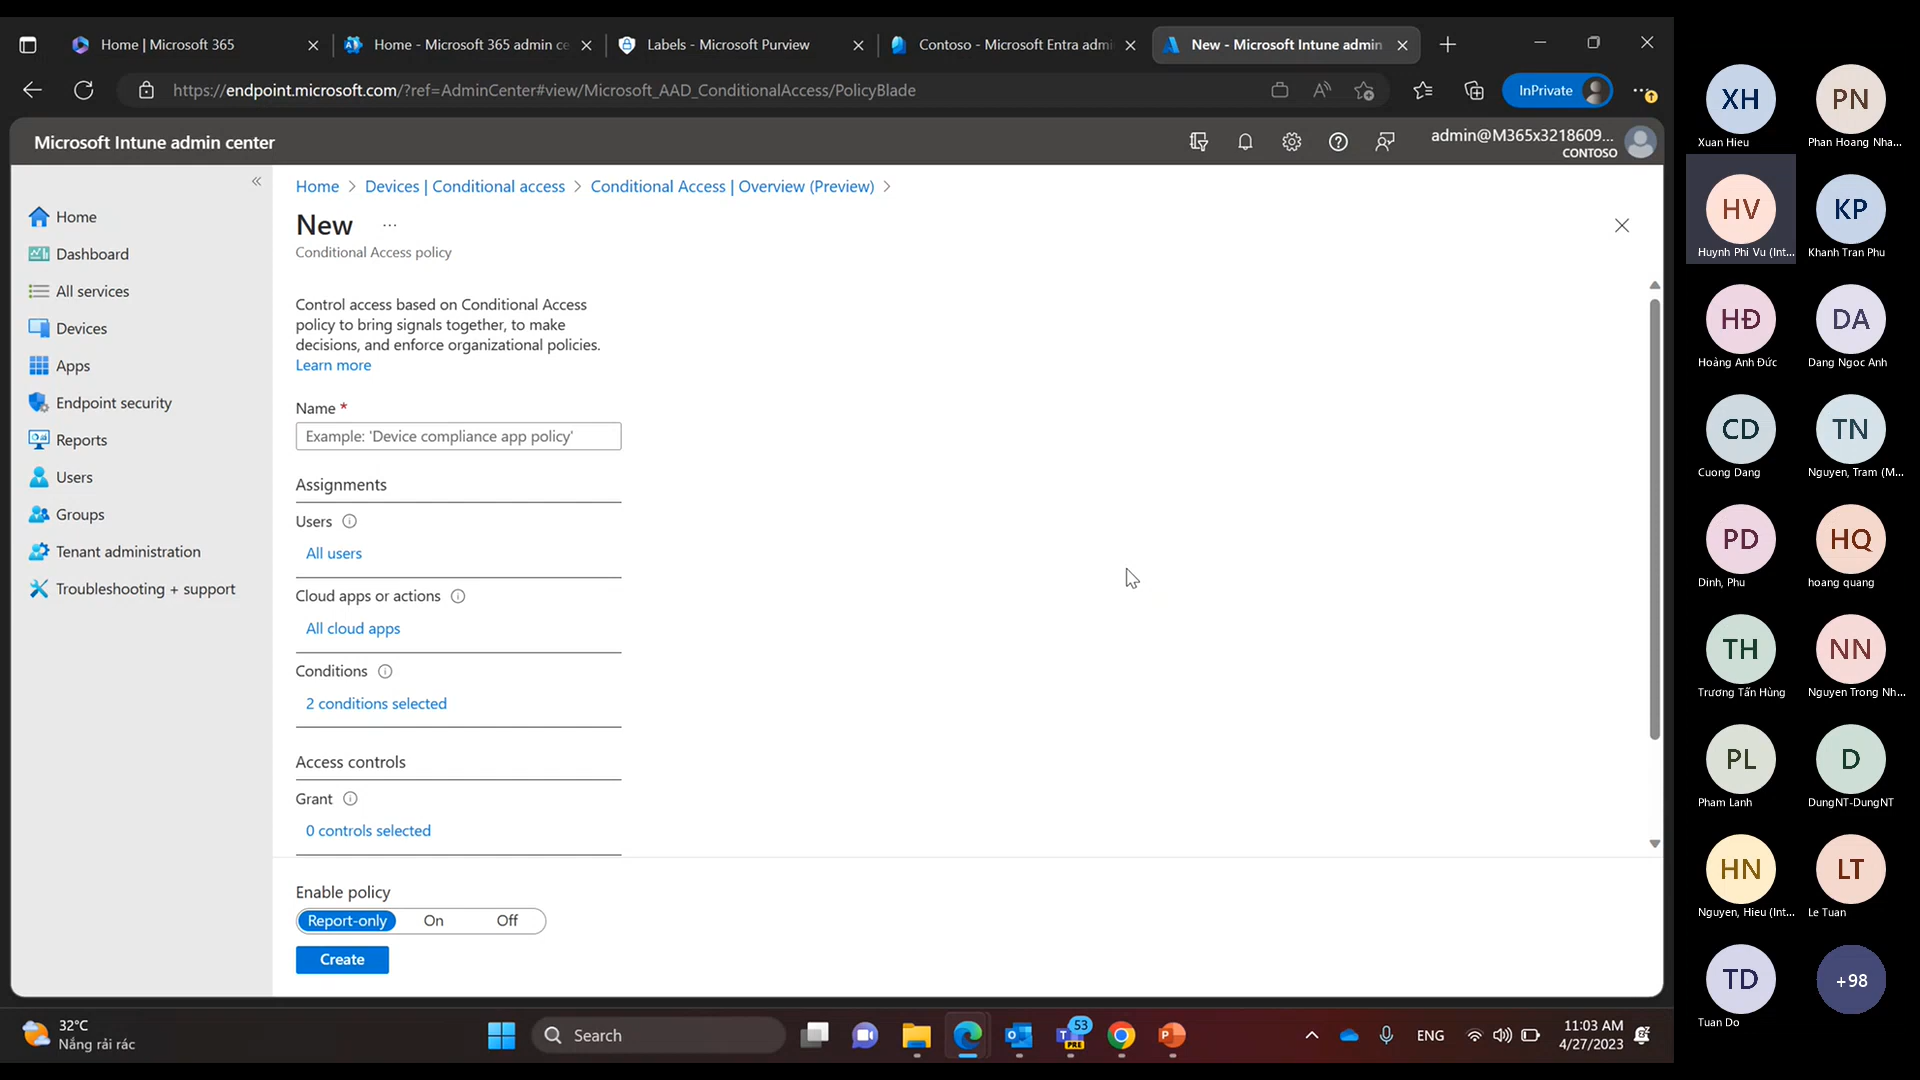 Home | Microsoft 365
Home - Microsoft 365 admin ce
Labels - Microsoft Purview
Contoso - Microsoft Entra admi
New - Microsoft Intune admin
https://endpoint.microsoft.com/?ref=AdminCenter#view/Microsoft_AAD_ConditionalAccess/PolicyBlade
InPrivate
Microsoft Intune admin center
admin@M365x3218609...
CONTOSO
Home
Dashboard
All services
Devices
Apps
Endpoint security
Reports
Users
Groups
Tenant administration
Troubleshooting + support
Home > Devices | Conditional access > Conditional Access | Overview (Preview) >
New ...
Conditional Access policy
Control access based on Conditional Access
policy to bring signals together, to make
decisions, and enforce organizational policies.
Learn more
Name *
Example: 'Device compliance app policy'
Assignments
Users
All users
Cloud apps or actions
All cloud apps
Conditions
2 conditions selected
Access controls
Grant
0 controls selected
Enable policy
Report-only On Off
Create
XH
Xuan Hieu
PN
Phan Hoang Nha...
HV
Huynh Phi Vu (Int...
KP
Khanh Tran Phu
HĐ
Hoàng Anh Đức
DA
Dang Ngoc Anh
CD
Cuong Dang
TN
Nguyen, Tram (M...
PD
Dinh, Phu
HQ
hoang quang
TH
Trương Tấn Hùng
NN
Nguyen Trong Nh...
PL
Pham Lanh
D
DungNT-DungNT
HN
Nguyen, Hieu (Int...
LT
Le Tuan
TD
Tuan Do
+98
32°C
Nắng rải rác
Search
53
PRE
ENG
11:03 AM
4/27/2023